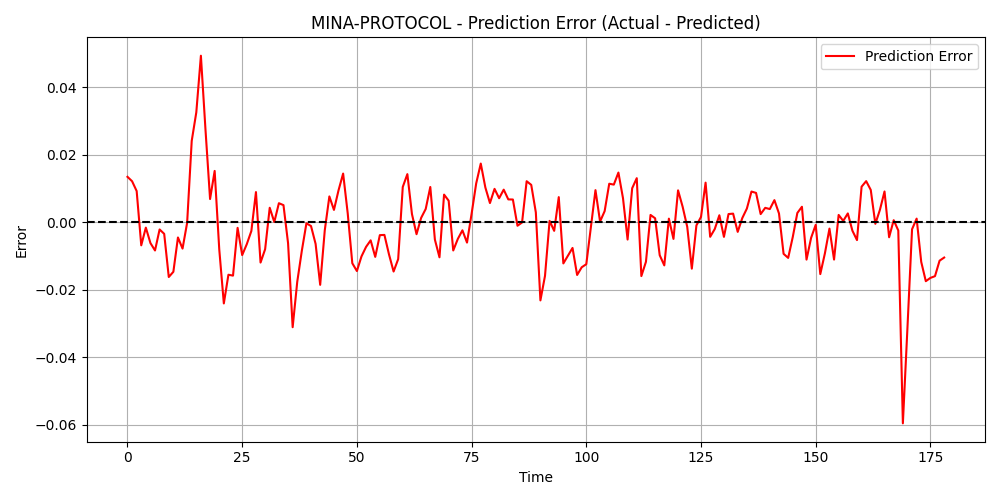 MINA-PROTOCOL - Prediction Error (Actual - Predicted)
Prediction Error
0.04
0.02
0.00
−0.02
−0.04
−0.06
Error
0 25 50 75 100 125 150 175
Time